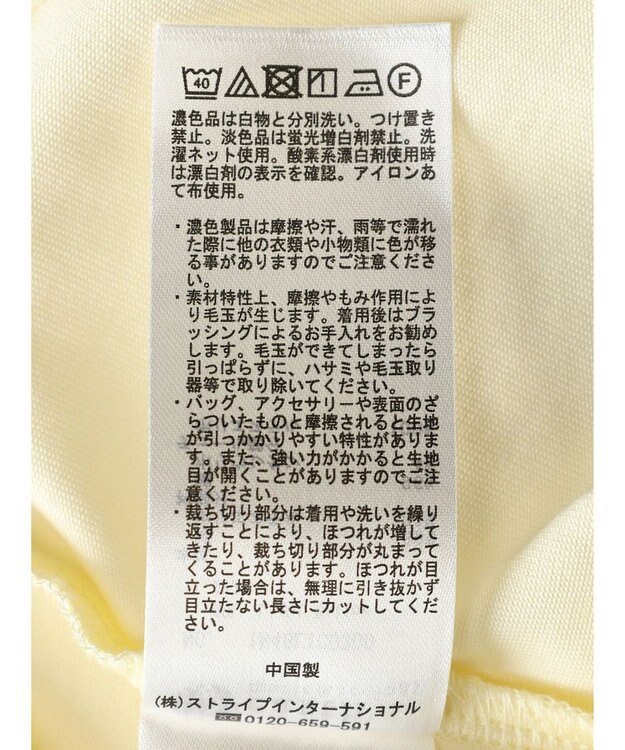 40 F
濃色品は白物と分別洗い。つけ置き
禁止。淡色品は蛍光増白剤禁止。洗
濯ネット使用。酸素系漂白剤使用時
は漂白剤の表示を確認。アイロンあ
て布使用。
・濃色製品は摩擦や汗、雨等で濡れ
た際に他の衣類や小物類に色が移
る事がありますのでご注意くださ
い。
・素材特性上、摩擦やもみ作用によ
り毛玉が生じます。着用後はブラ
ッシングによるお手入れをお勧め
します。毛玉ができてしまったら
引っぱらずに、ハサミや毛玉取り
器等で取り除いてください。
・バッグ、アクセサリーや表面のざ
らついたものと摩擦されると生地
が引っかかりやすい特性がありま
す。また、強い力がかかると生地
目が開くことがありますのでご注
意ください。
・裁ち切り部分は着用や洗いを繰り
返すことにより、ほつれが増して
きたり、裁ち切り部分が丸まって
くることがあります。ほつれが目
立った場合は、無理に引き抜かず
目立たない長さにカットしてくだ
さい。
中国製
(株)ストライプインターナショナル
0120-659-591